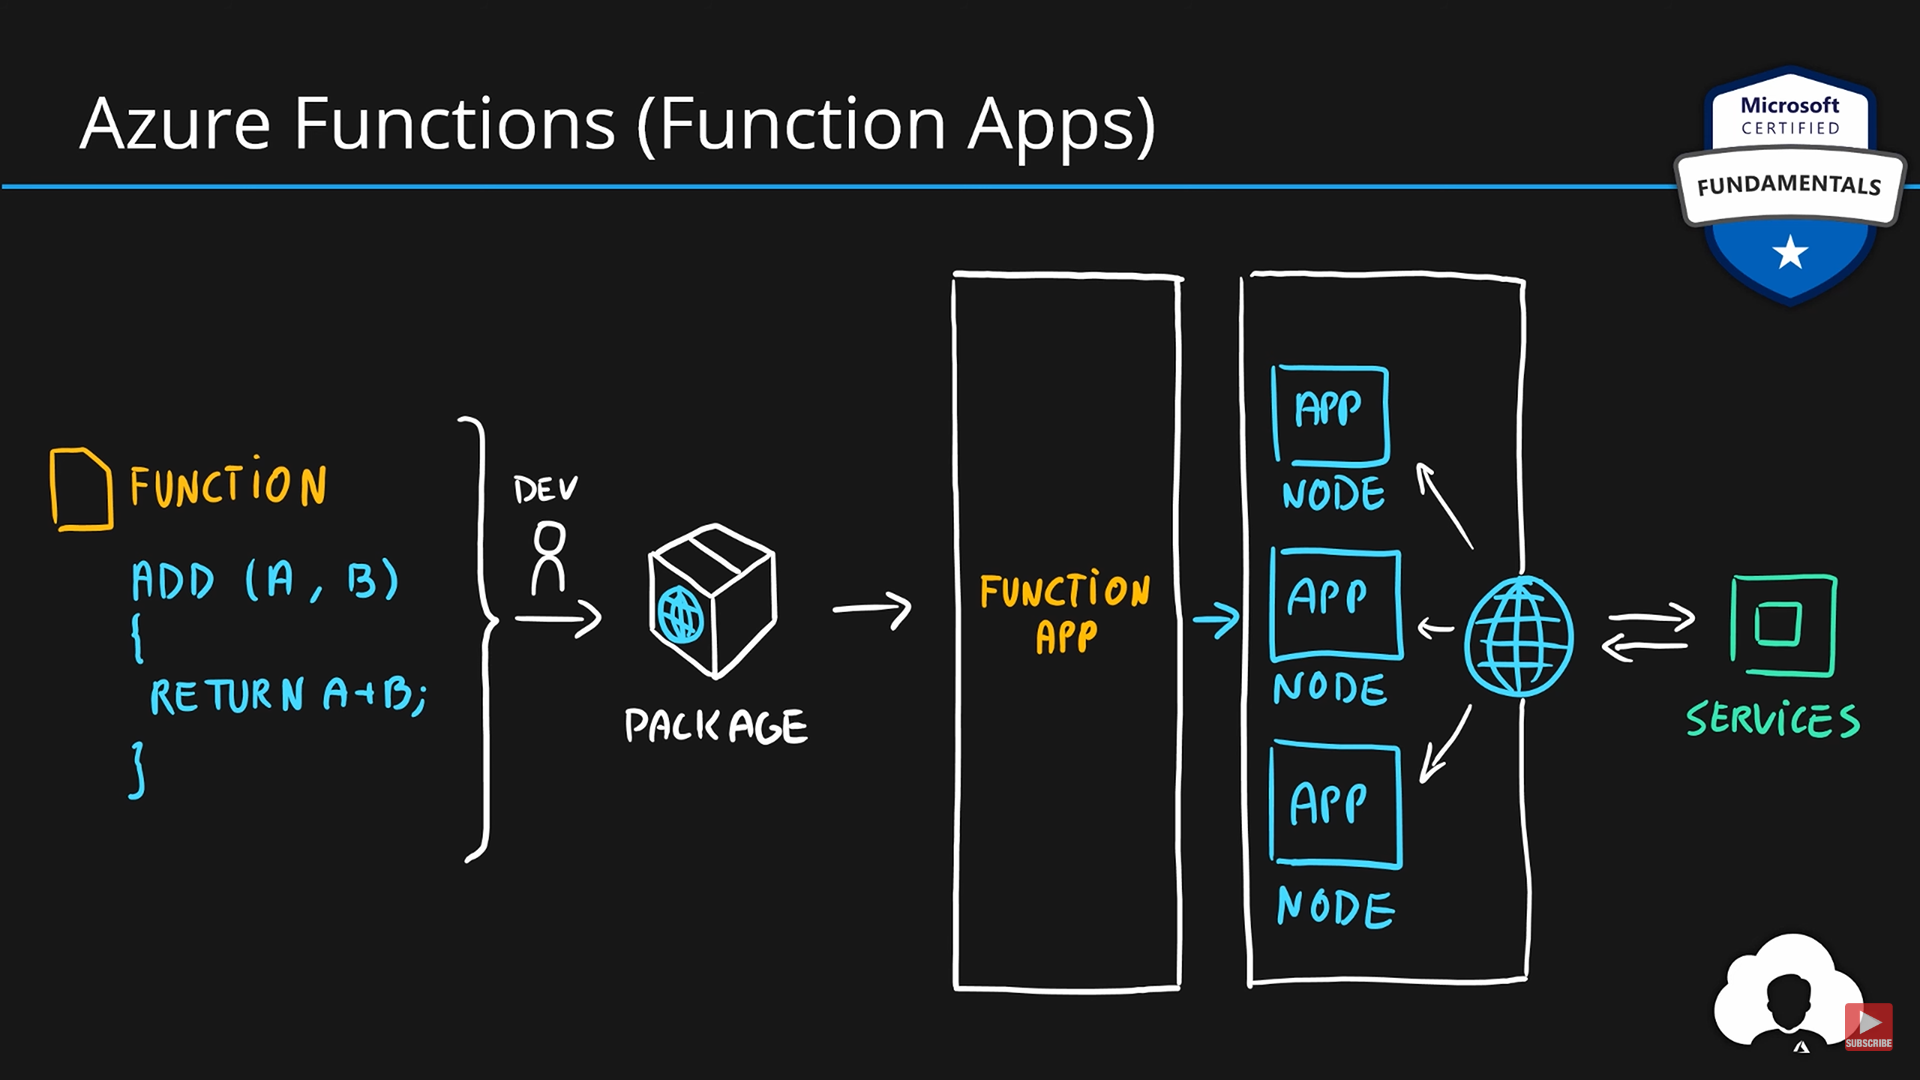 Azure Functions (Function Apps)
Microsoft
CERTIFIED
FUNDAMENTALS
FUNCTION
ADD (A, B)
{
RETURN A+B;
}
DEV
PACKAGE
FUNCTION
APP
APP
NODE
APP
NODE
APP
NODE
SERVICES
SUBSCRIBE